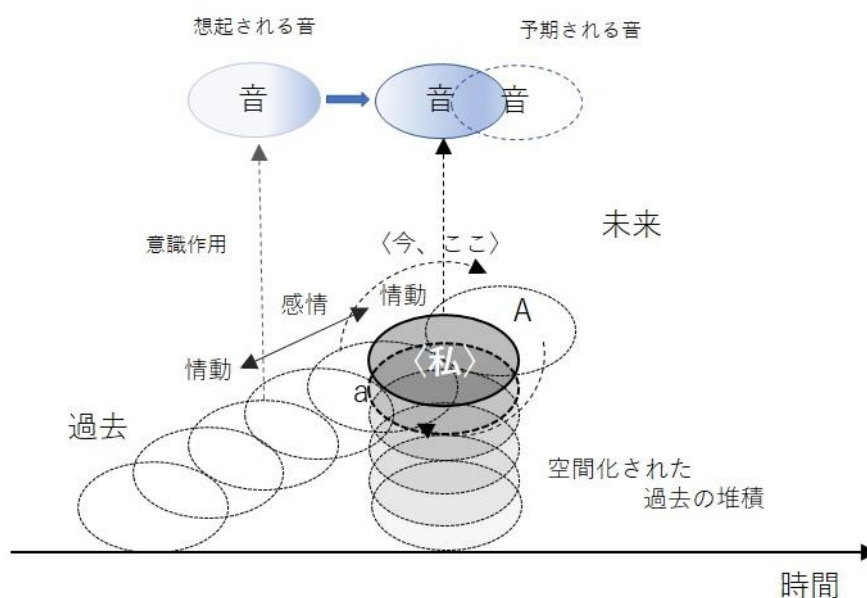 想起される音
予期される音
音
音
音
未来
意識作用
〈今、ここ〉
情動
感情
A
情動
〈私〉
a
過去
空間化された
過去の堆積
時間